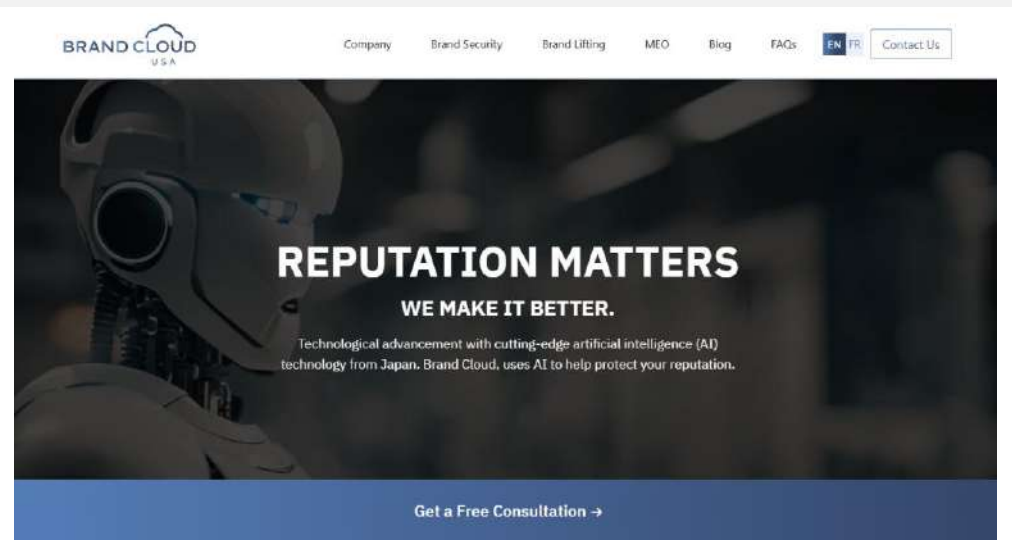 BRAND CLOUD
USA
Company Brand Security Brand Lifting MEO Blog FAQs EN FR Contact Us
REPUTATION MATTERS
WE MAKE IT BETTER.
Technological advancement with cutting-edge artificial intelligence (AI)
technology from Japan. Brand Cloud, uses AI to help protect your reputation.
Get a Free Consultation →